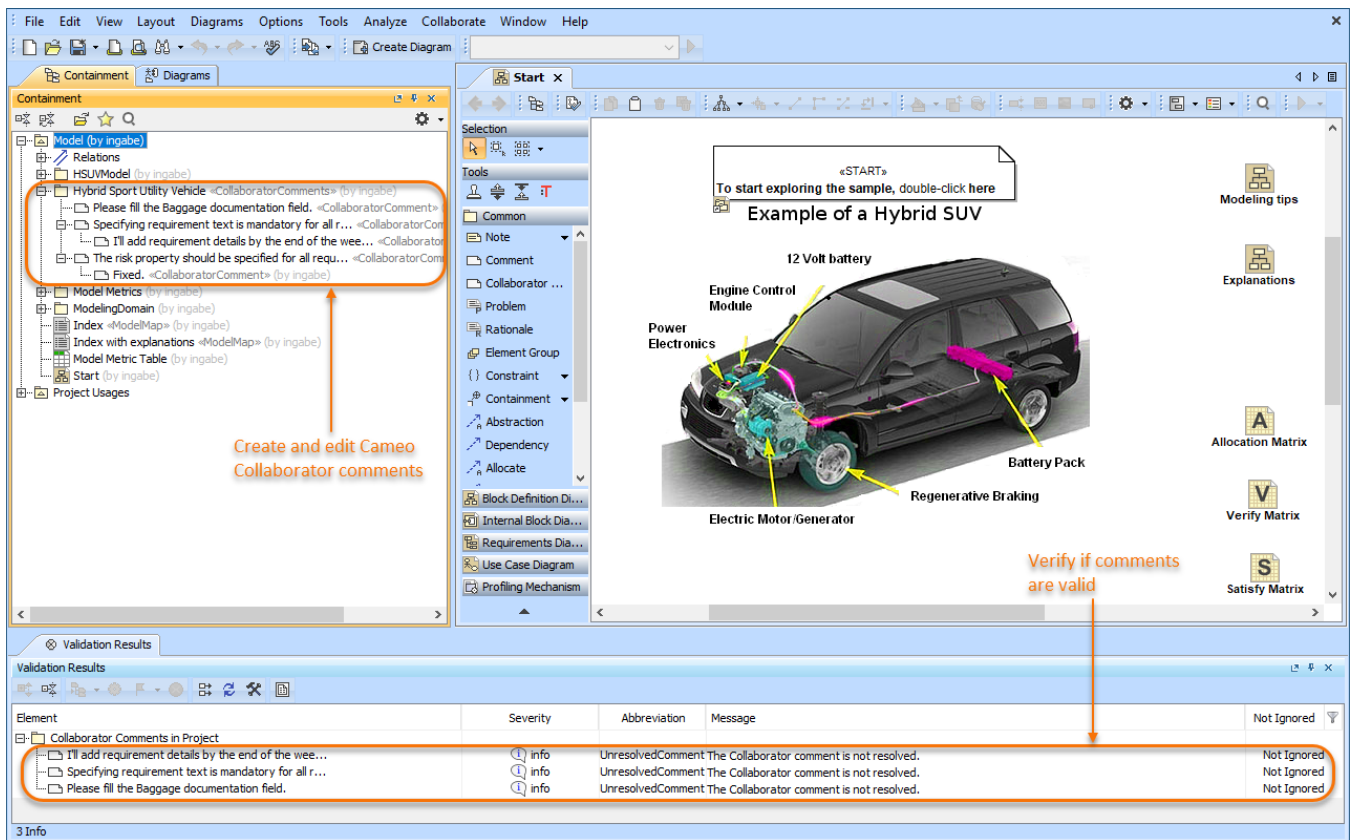 File Edit View Layout Diagrams Options Tools Analyze Collaborate Window Help
Create Diagram
Containment Diagrams
Containment
Model (by ingabe)
Relations
HSUVModel (by ingabe)
Hybrid Sport Utility Vehicle «CollaboratorComments» (by ingabe)
Please fill the Baggage documentation field. «CollaboratorComment»
Specifying requirement text is mandatory for all r... «CollaboratorCom
I'll add requirement details by the end of the wee... «Collaborator
The risk property should be specified for all requ... «CollaboratorCom
Fixed. «CollaboratorComment» (by ingabe)
Model Metrics (by ingabe)
ModelingDomain (by ingabe)
Index «ModelMap» (by ingabe)
Index with explanations «ModelMap» (by ingabe)
Model Metric Table (by ingabe)
Start (by ingabe)
Project Usages
Create and edit Cameo
Collaborator comments
Start
Selection
Tools
Common
Note
Comment
Collaborator ...
Problem
Rationale
Element Group
{ } Constraint
Containment
Abstraction
Dependency
Allocate
Block Definition Di...
Internal Block Dia...
Requirements Dia...
Use Case Diagram
Profiling Mechanism
«START»
To start exploring the sample, double-click here
Example of a Hybrid SUV
12 Volt battery
Engine Control
Module
Power
Electronics
Battery Pack
Regenerative Braking
Electric Motor/Generator
Modeling tips
Explanations
A
Allocation Matrix
V
Verify Matrix
S
Satisfy Matrix
Verify if comments
are valid
Validation Results
Validation Results
Element Severity Abbreviation Message Not Ignored
Collaborator Comments in Project
I'll add requirement details by the end of the wee... info UnresolvedComment The Collaborator comment is not resolved. Not Ignored
Specifying requirement text is mandatory for all r... info UnresolvedComment The Collaborator comment is not resolved. Not Ignored
Please fill the Baggage documentation field. info UnresolvedComment The Collaborator comment is not resolved. Not Ignored
3 Info